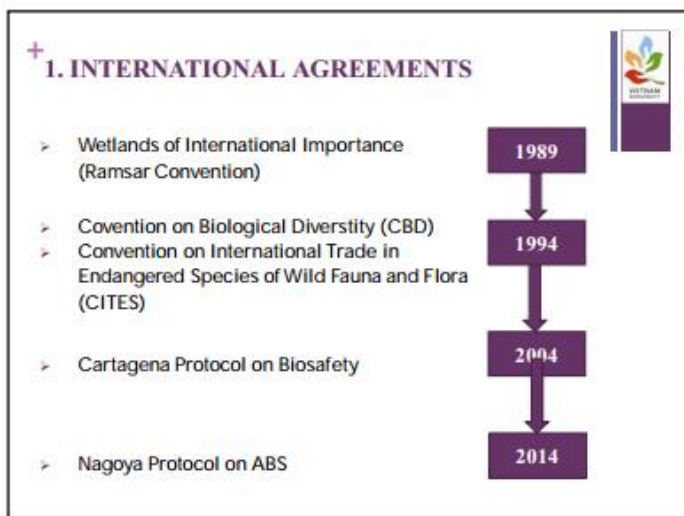 +
1. INTERNATIONAL AGREEMENTS
VIETNAM
➢ Wetlands of International Importance
(Ramsar Convention)
1989
➢ Covention on Biological Diverstity (CBD)
➢ Convention on International Trade in
Endangered Species of Wild Fauna and Flora
(CITES)
1994
➢ Cartagena Protocol on Biosafety
2004
➢ Nagoya Protocol on ABS
2014